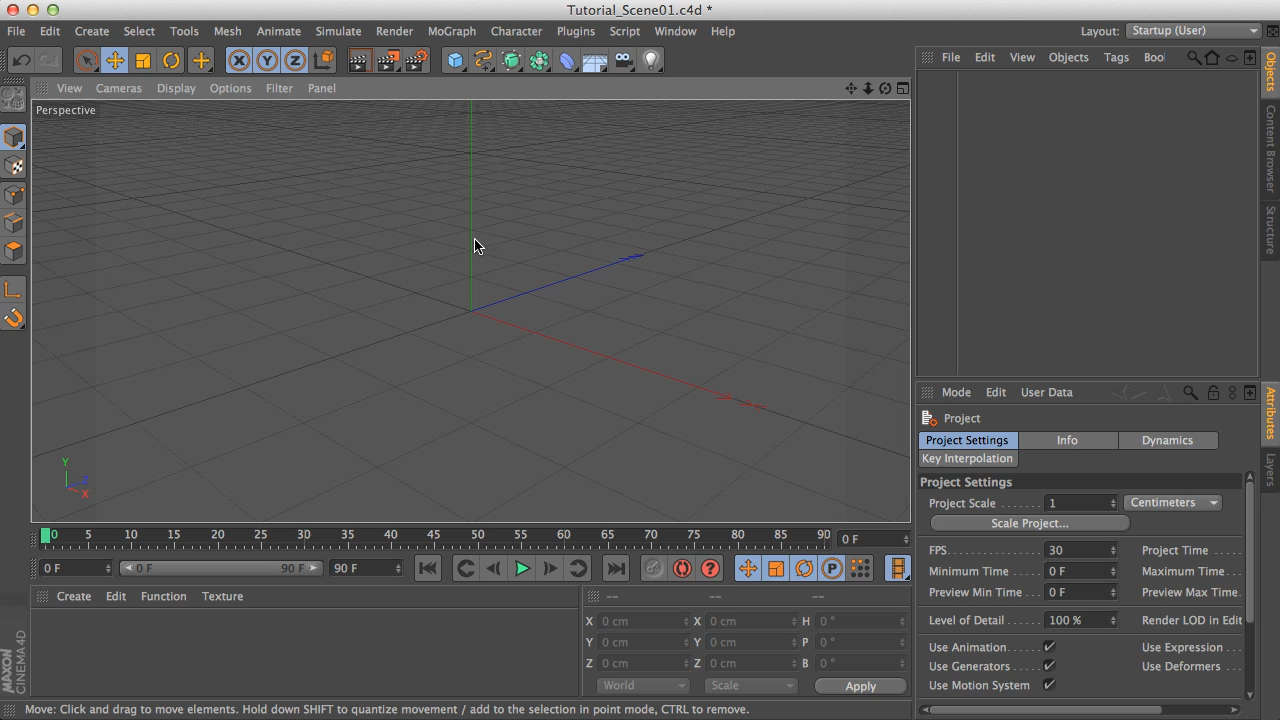 Tutorial_Scene01.c4d *
File Edit Create Select Tools Mesh Animate Simulate Render MoGraph Character Plugins Script Window Help Layout: Startup (User)
View Cameras Display Options Filter Panel
Perspective
Y
Z
X
0 5 10 15 20 25 30 35 40 45 50 55 60 65 70 75 80 85 90 0 F
0 F 0 F 90 F 90 F
Create Edit Function Texture
-- -- --
X 0 cm X 0 cm H 0 °
Y 0 cm Y 0 cm P 0 °
Z 0 cm Z 0 cm B 0 °
World Scale Apply
MAXON
CINEMA 4D
Move: Click and drag to move elements. Hold down SHIFT to quantize movement / add to the selection in point mode, CTRL to remove.
File Edit View Objects Tags Bool
Objects
Content Browser
Structure
Mode Edit User Data
Attributes
Layers
Project
Project Settings Info Dynamics
Key Interpolation
Project Settings
Project Scale 1 Centimeters
Scale Project...
FPS 30 Project Time
Minimum Time 0 F Maximum Time
Preview Min Time 0 F Preview Max Time
Level of Detail 100 % Render LOD in Edit
Use Animation Use Expression
Use Generators Use Deformers
Use Motion System